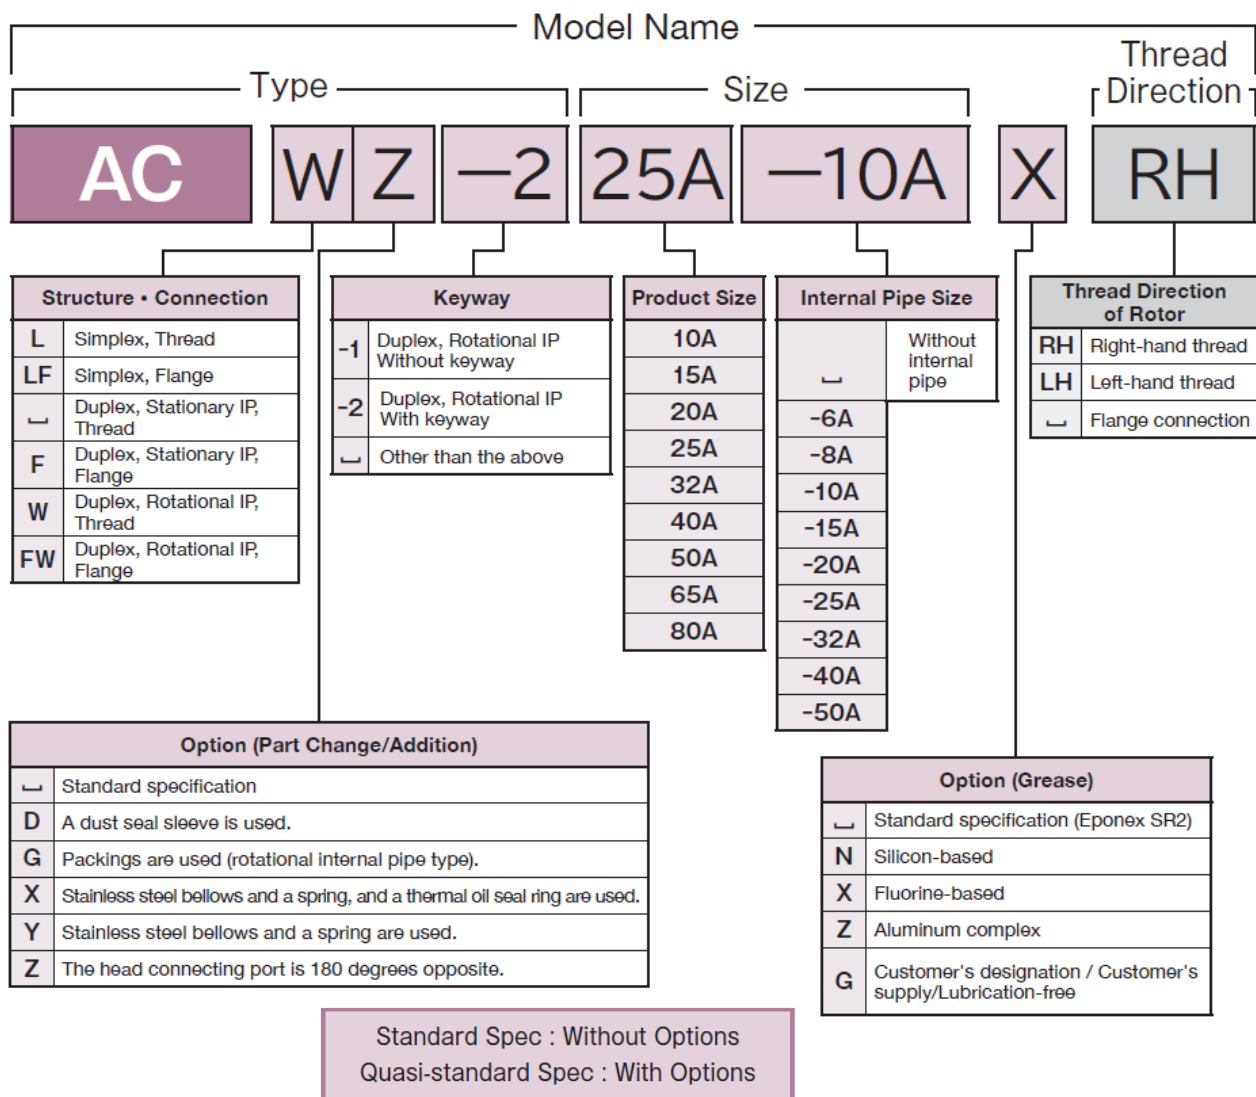 Model Name
Type
Size
Thread
Direction
AC W Z −2 25A −10A X RH
Structure • Connection
L Simplex, Thread
LF Simplex, Flange
⎵ Duplex, Stationary IP,
Thread
F Duplex, Stationary IP,
Flange
W Duplex, Rotational IP,
Thread
FW Duplex, Rotational IP,
Flange
Keyway
-1 Duplex, Rotational IP
Without keyway
-2 Duplex, Rotational IP
With keyway
⎵ Other than the above
Product Size
10A
15A
20A
25A
32A
40A
50A
65A
80A
Internal Pipe Size
⎵ Without
internal
pipe
-6A
-8A
-10A
-15A
-20A
-25A
-32A
-40A
-50A
Thread Direction
of Rotor
RH Right-hand thread
LH Left-hand thread
⎵ Flange connection
Option (Part Change/Addition)
⎵ Standard specification
D A dust seal sleeve is used.
G Packings are used (rotational internal pipe type).
X Stainless steel bellows and a spring, and a thermal oil seal ring are used.
Y Stainless steel bellows and a spring are used.
Z The head connecting port is 180 degrees opposite.
Option (Grease)
⎵ Standard specification (Eponex SR2)
N Silicon-based
X Fluorine-based
Z Aluminum complex
G Customer's designation / Customer's
supply/Lubrication-free
Standard Spec : Without Options
Quasi-standard Spec : With Options